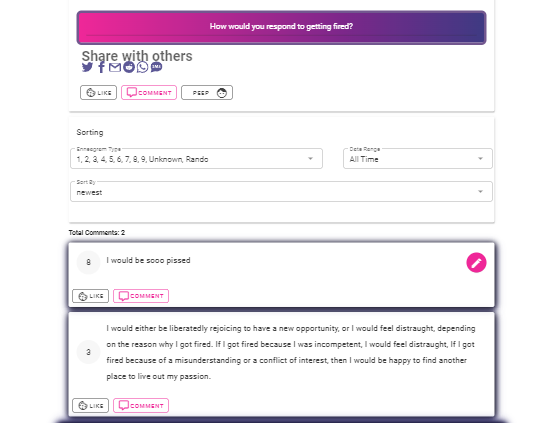 How would you respond to getting fired?
Share with others
SMS
LIKE
COMMENT
PEEP
Sorting
Enneagram Type
1, 2, 3, 4, 5, 6, 7, 8, 9, Unknown, Rando
Date Range
All Time
Sort By
newest
Total Comments: 2
8
I would be sooo pissed
LIKE
COMMENT
3
I would either be liberatedly rejoicing to have a new opportunity, or I would feel distraught, depending
on the reason why I got fired. If I got fired because I was incompetent, I would feel distraught, If I got
fired because of a misunderstanding or a conflict of interest, then I would be happy to find another
place to live out my passion.
LIKE
COMMENT